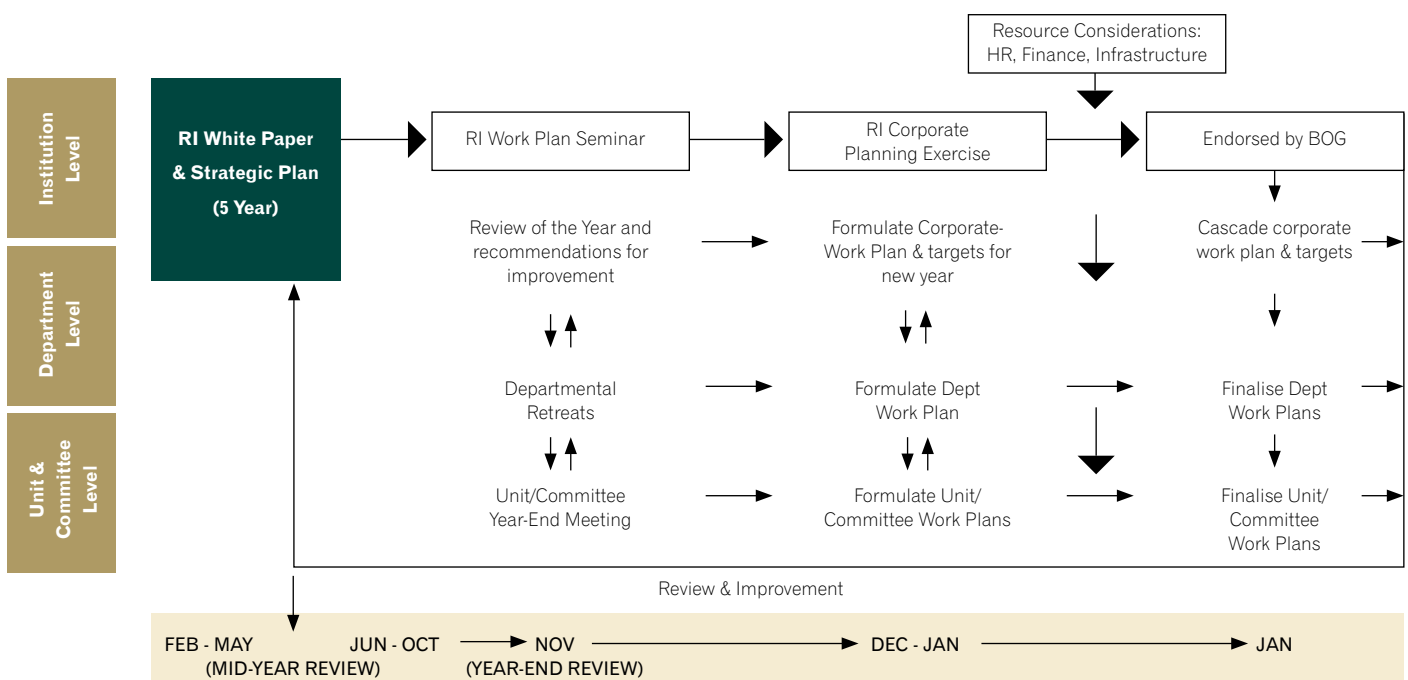 Resource Considerations:
HR, Finance, Infrastructure
Institution
Level
RI White Paper
& Strategic Plan
(5 Year)
RI Work Plan Seminar
RI Corporate
Planning Exercise
Endorsed by BOG
Review of the Year and
recommendations for
improvement
Formulate Corporate-
Work Plan & targets for
new year
Cascade corporate
work plan & targets
Department
Level
Departmental
Retreats
Formulate Dept
Work Plan
Finalise Dept
Work Plans
Unit &
Committee
Level
Unit/Committee
Year-End Meeting
Formulate Unit/
Committee Work Plans
Finalise Unit/
Committee
Work Plans
Review & Improvement
FEB - MAY
JUN - OCT
(MID-YEAR REVIEW)
NOV
(YEAR-END REVIEW)
DEC - JAN
JAN